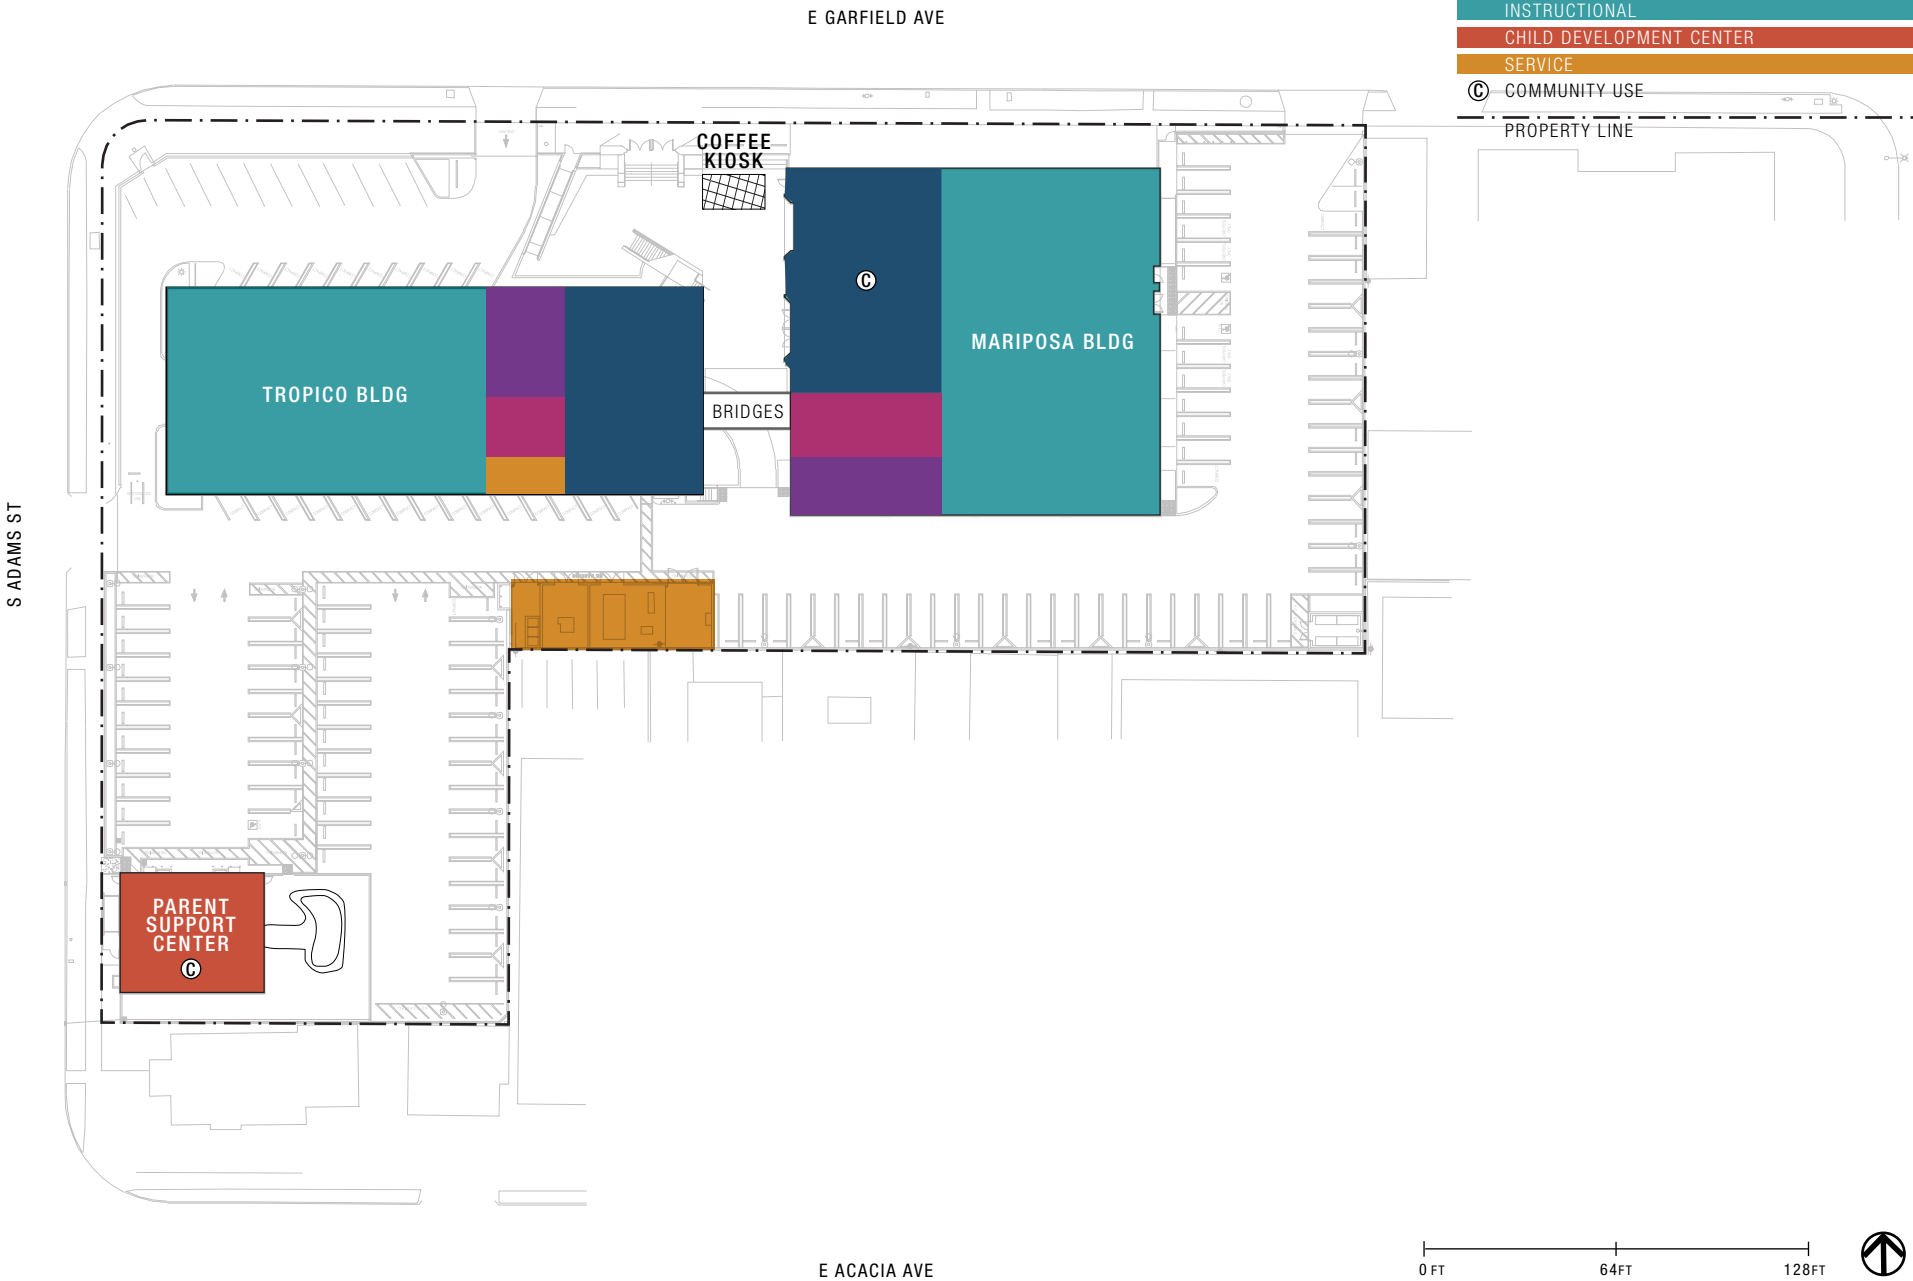 E GARFIELD AVE
INSTRUCTIONAL
CHILD DEVELOPMENT CENTER
SERVICE
C COMMUNITY USE
PROPERTY LINE
COFFEE
KIOSK
C
MARIPOSA BLDG
TROPICO BLDG
BRIDGES
S ADAMS ST
PARENT
SUPPORT
CENTER
C
0 FT 64FT 128FT
E ACACIA AVE